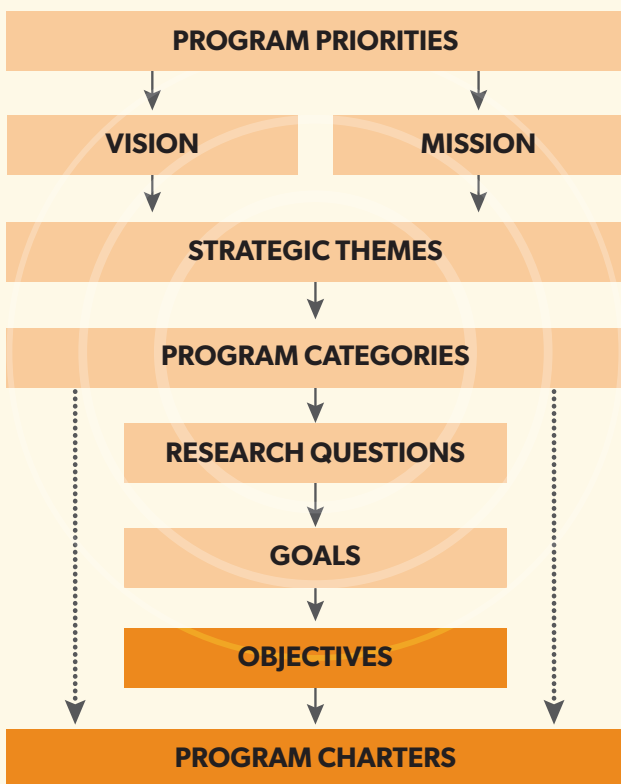 PROGRAM PRIORITIES
VISION
MISSION
STRATEGIC THEMES
PROGRAM CATEGORIES
RESEARCH QUESTIONS
GOALS
OBJECTIVES
PROGRAM CHARTERS